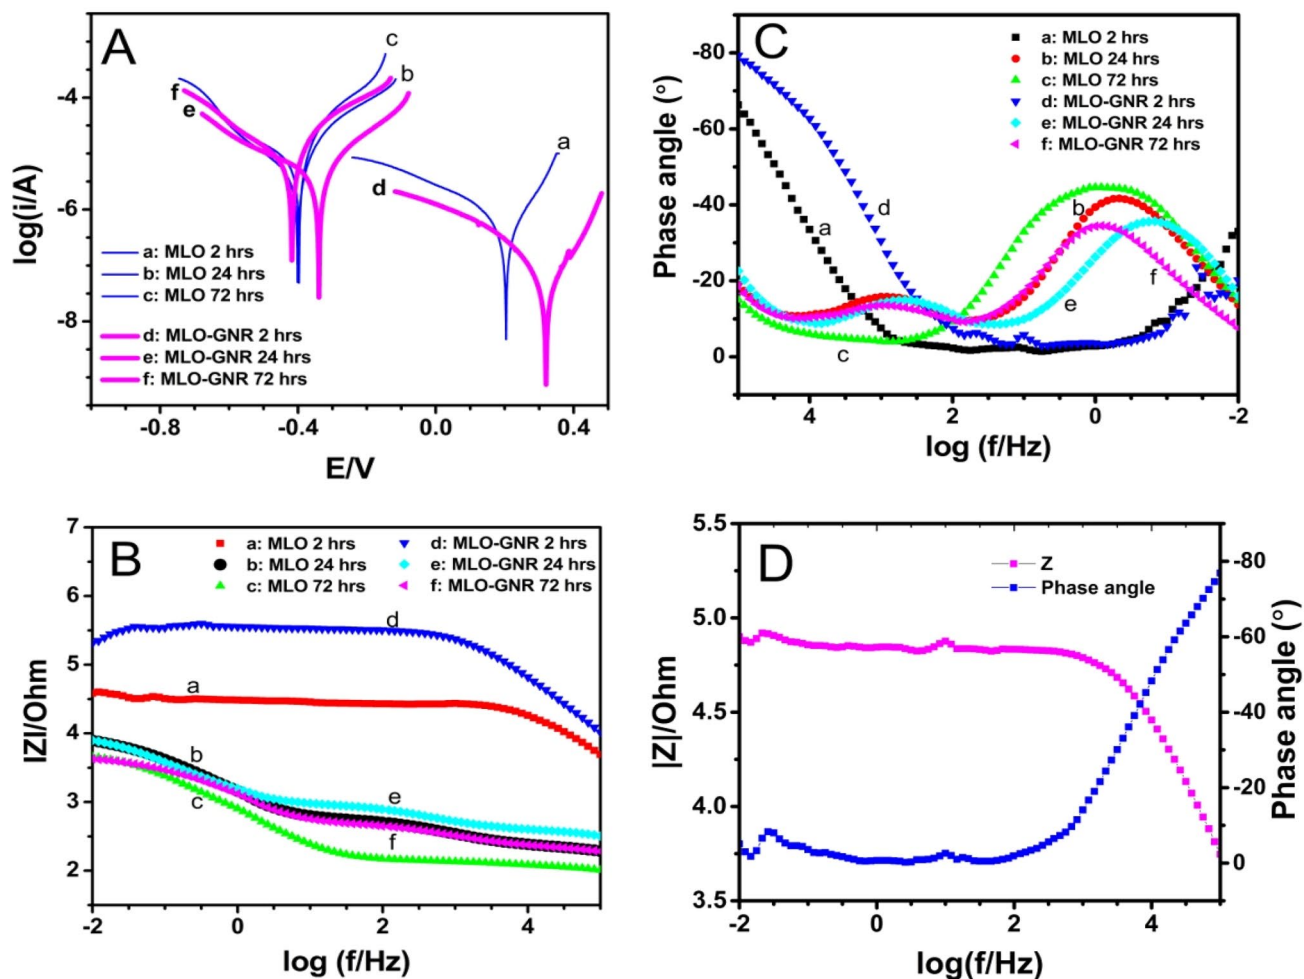 A
c
b
f
e
a
d
-4
-6
-8
log(i/A)
a: MLO 2 hrs
b: MLO 24 hrs
c: MLO 72 hrs
d: MLO-GNR 2 hrs
e: MLO-GNR 24 hrs
f: MLO-GNR 72 hrs
-0.8
-0.4
0.0
0.4
E/V
C
-80
-60
-40
-20
0
Phase angle (°)
a: MLO 2 hrs
b: MLO 24 hrs
c: MLO 72 hrs
d: MLO-GNR 2 hrs
e: MLO-GNR 24 hrs
f: MLO-GNR 72 hrs
d
a
b
f
e
c
4
2
0
-2
log (f/Hz)
B
7
6
5
4
3
2
|Z|/Ohm
a: MLO 2 hrs
b: MLO 24 hrs
c: MLO 72 hrs
d: MLO-GNR 2 hrs
e: MLO-GNR 24 hrs
f: MLO-GNR 72 hrs
d
a
b
c
e
f
-2
0
2
4
log (f/Hz)
D
5.5
5.0
4.5
4.0
3.5
|Z|/Ohm
Z
Phase angle
-80
-60
-40
-20
0
Phase angle (°)
-2
0
2
4
log(f/Hz)